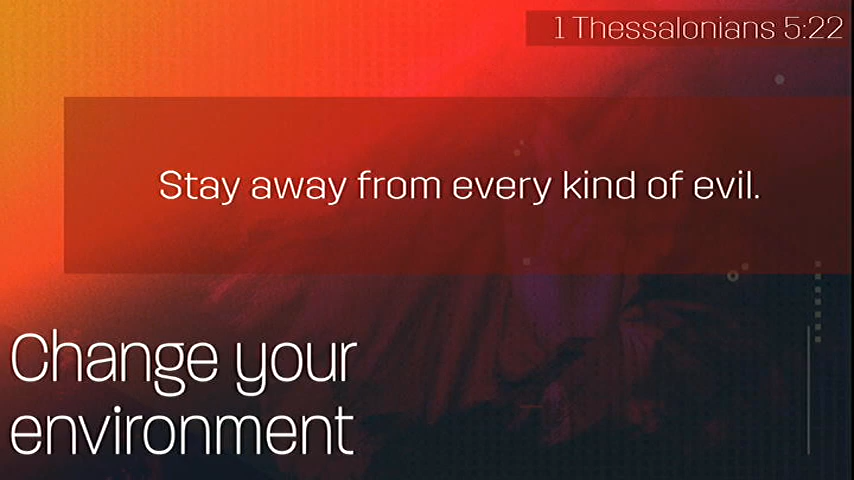 1 Thessalonians 5:22
Stay away from every kind of evil.
Change your
environment